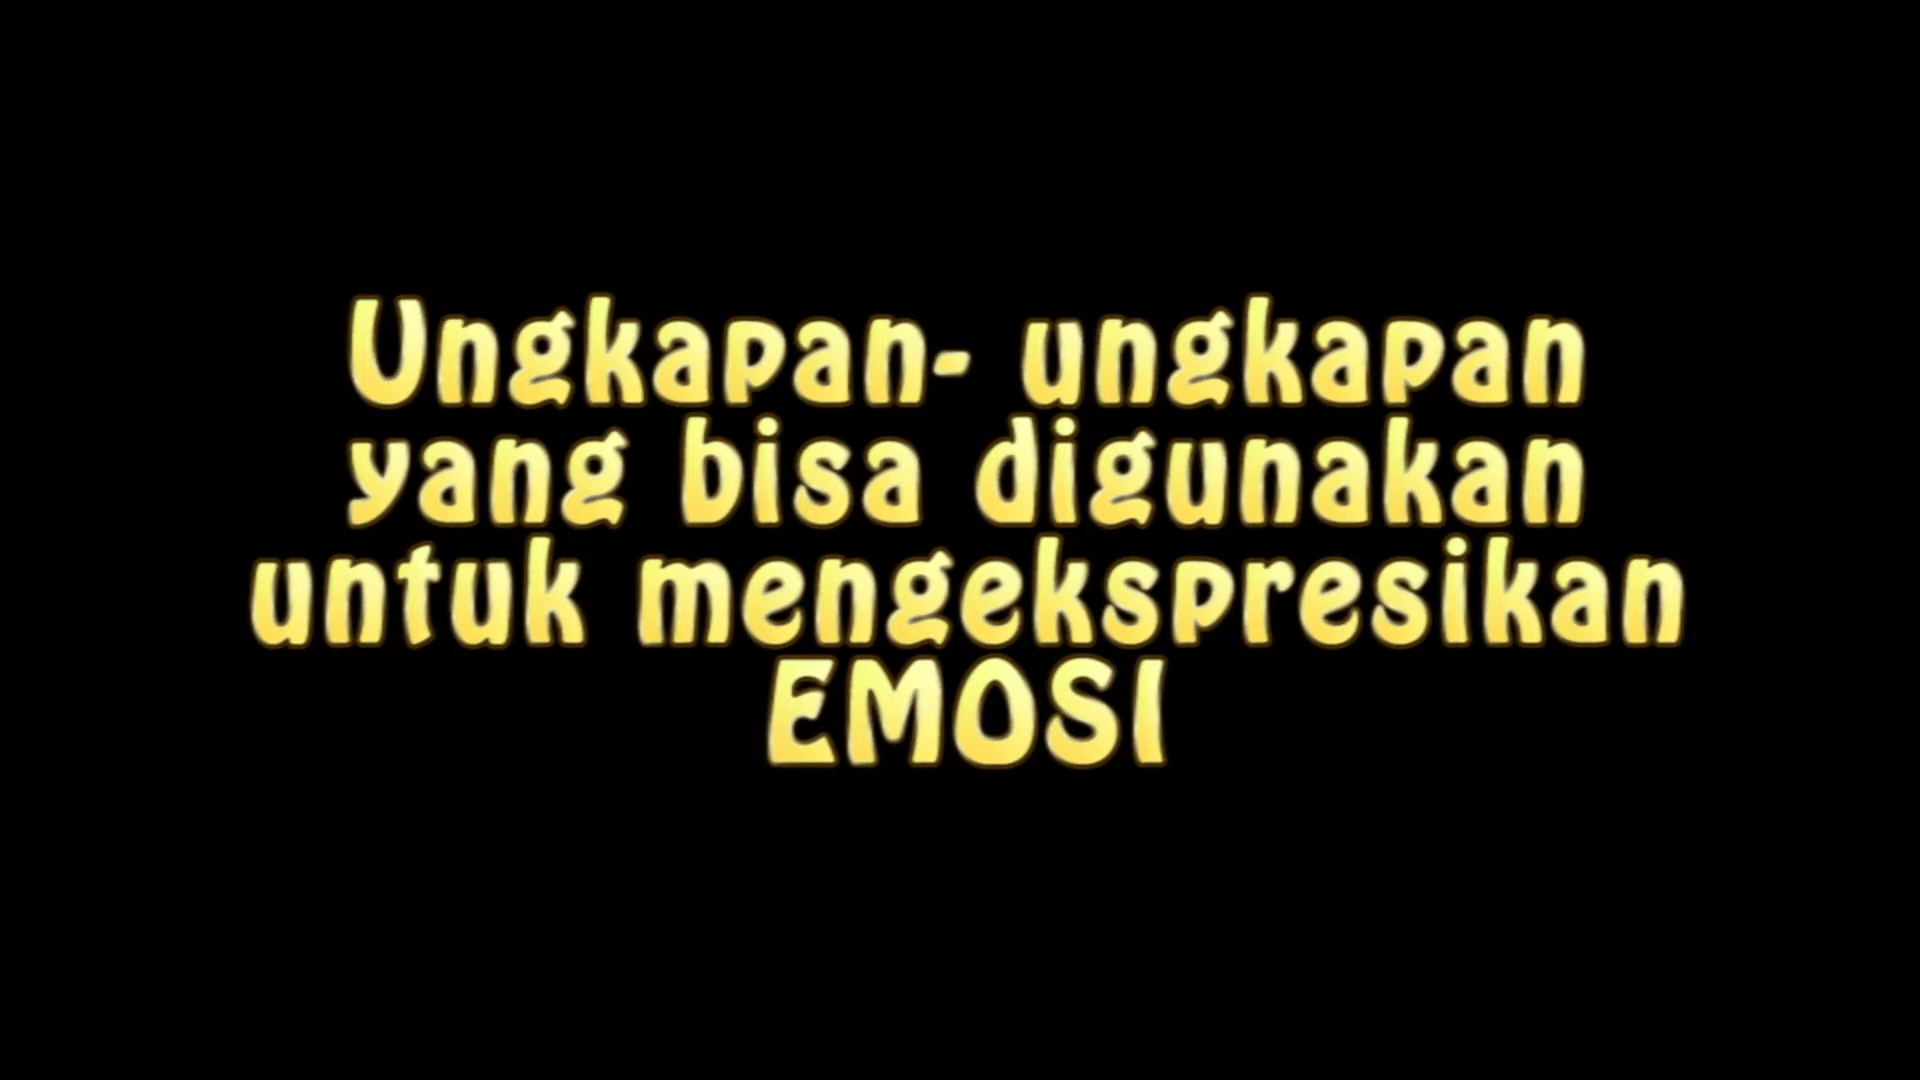 Ungkapan- ungkapan
yang bisa digunakan
untuk mengekspresikan
EMOSI